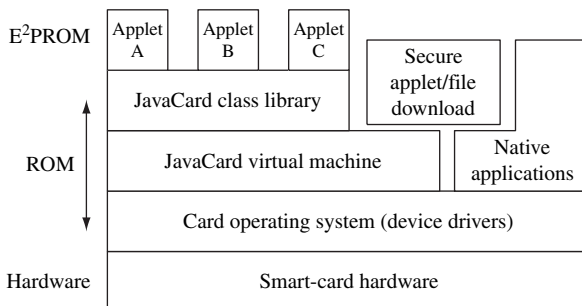 E²PROM
Applet
A
Applet
B
Applet
C
Secure
applet/file
download
JavaCard class library
ROM
JavaCard virtual machine
Native
applications
Card operating system (device drivers)
Hardware
Smart-card hardware